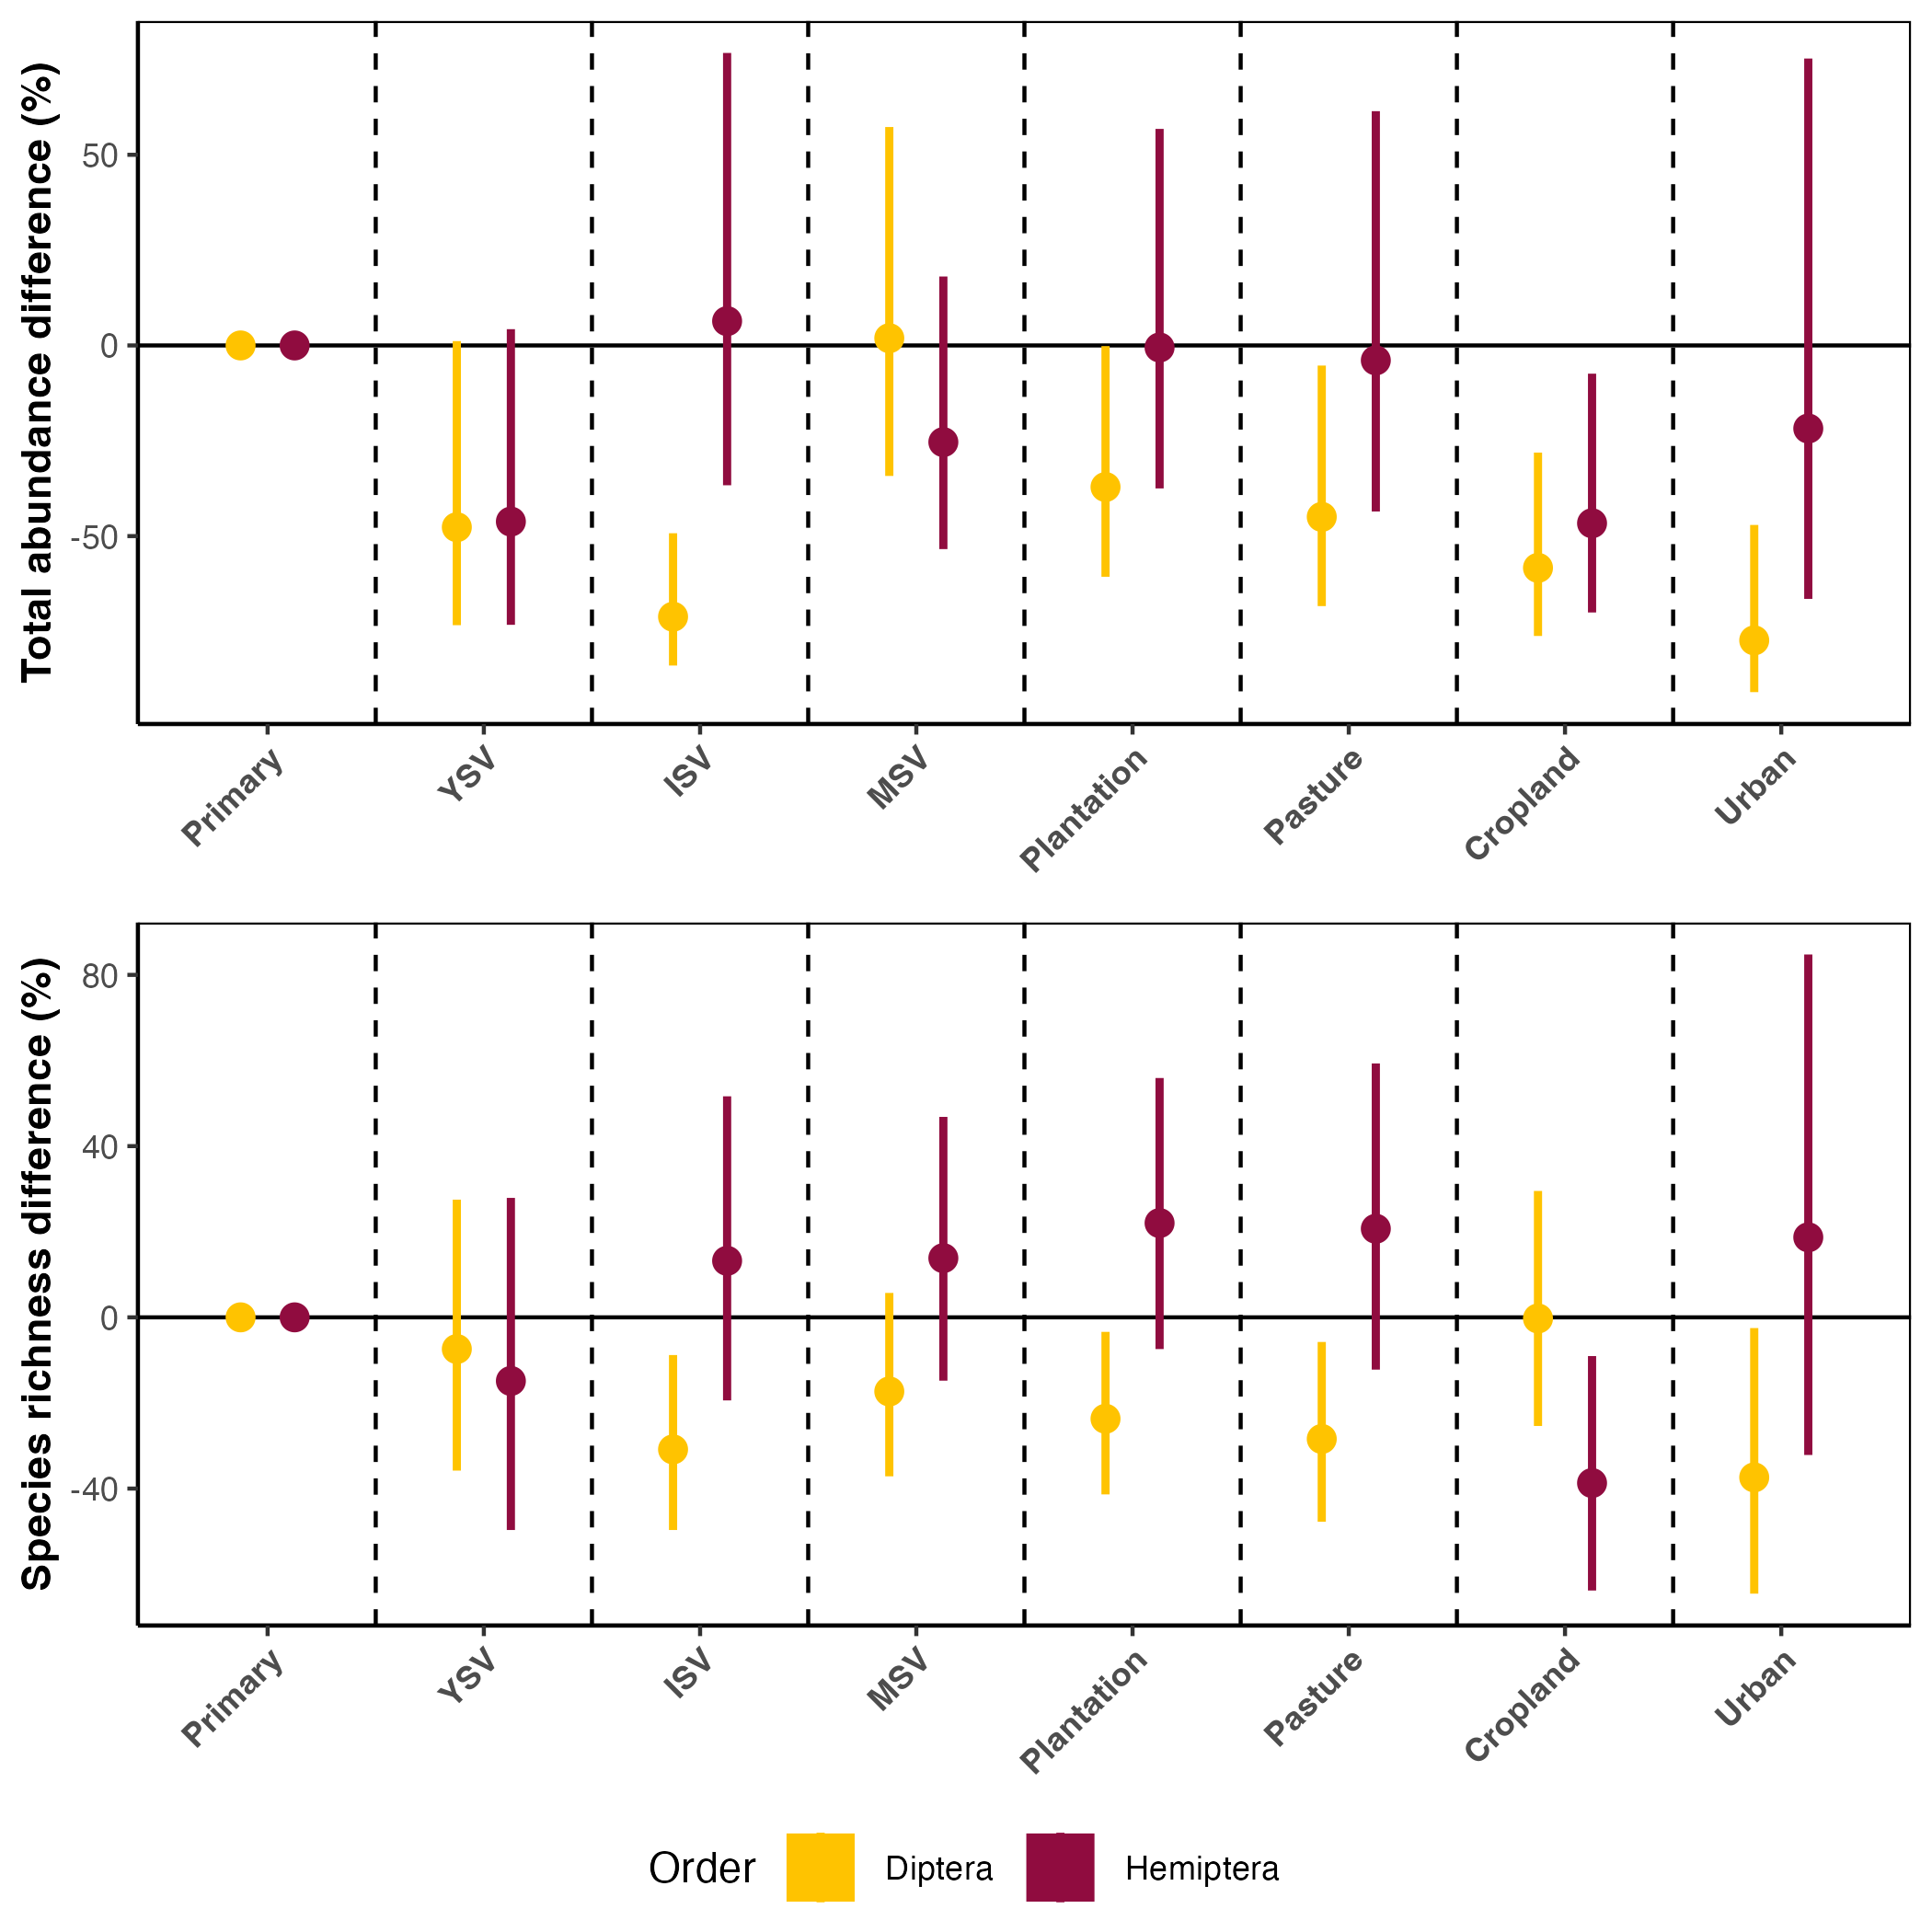 Total abundance difference (%)
50
0
-50
Primary
YSV
ISV
MSV
Plantation
Pasture
Cropland
Urban
Species richness difference (%)
80
40
0
-40
Primary
YSV
ISV
MSV
Plantation
Pasture
Cropland
Urban
Order Diptera Hemiptera